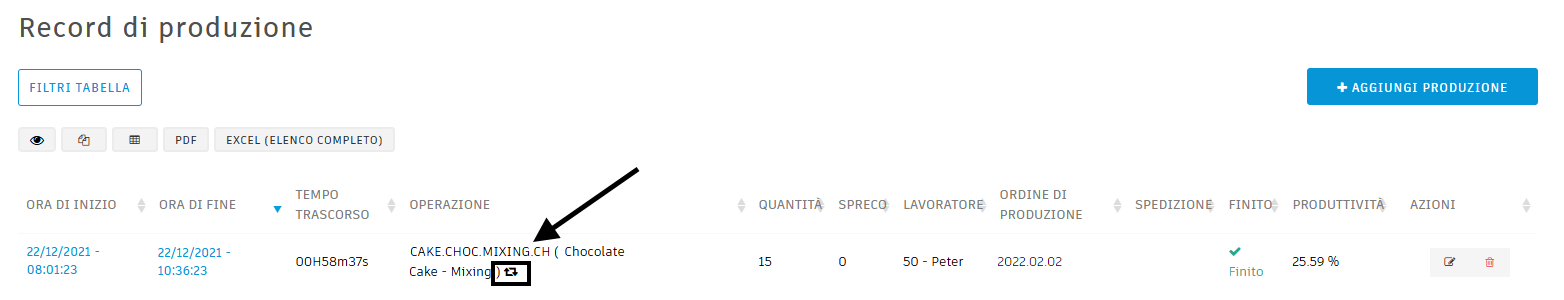 Record di produzione
FILTRI TABELLA
AGGIUNGI PRODUZIONE
PDF
EXCEL (ELENCO COMPLETO)
ORA DI INIZIO
ORA DI FINE
TEMPO
TRASCORSO
OPERAZIONE
QUANTITÀ
SPRECO
LAVORATORE
ORDINE DI
PRODUZIONE
SPEDIZIONE
FINITO
PRODUTTIVITÀ
AZIONI
22/12/2021 -
08:01:23
22/12/2021 -
10:36:23
00H58m37s
CAKE.CHOC.MIXING.CH ( Chocolate
Cake - Mixing )
15
0
50 - Peter
2022.02.02
Finito
25.59 %